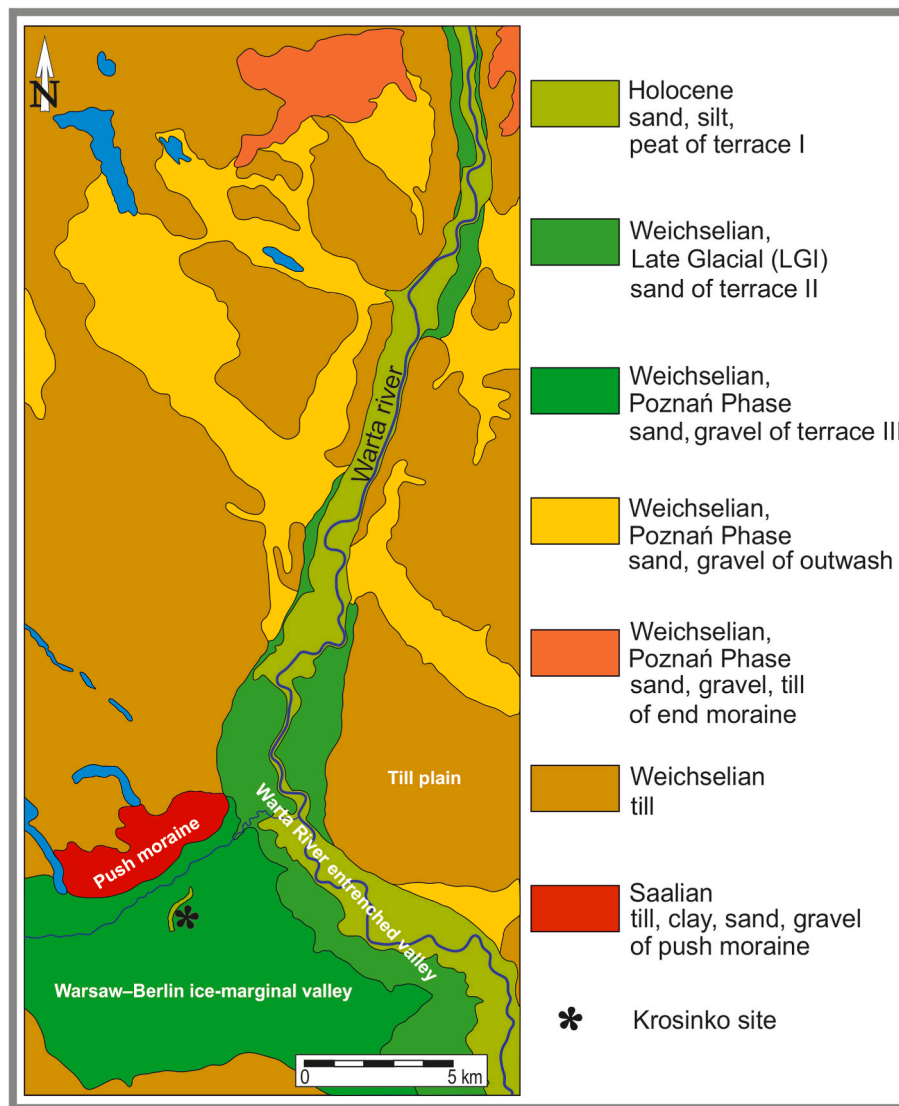 N
Warta river
Till plain
Push moraine
Warta River entrenched valley
Warsaw–Berlin ice-marginal valley
0 5 km
Holocene
sand, silt,
peat of terrace I
Weichselian,
Late Glacial (LGI)
sand of terrace II
Weichselian,
Poznań Phase
sand, gravel of terrace III
Weichselian,
Poznań Phase
sand, gravel of outwash
Weichselian,
Poznań Phase
sand, gravel, till
of end moraine
Weichselian
till
Saalian
till, clay, sand, gravel
of push moraine
Krosinko site